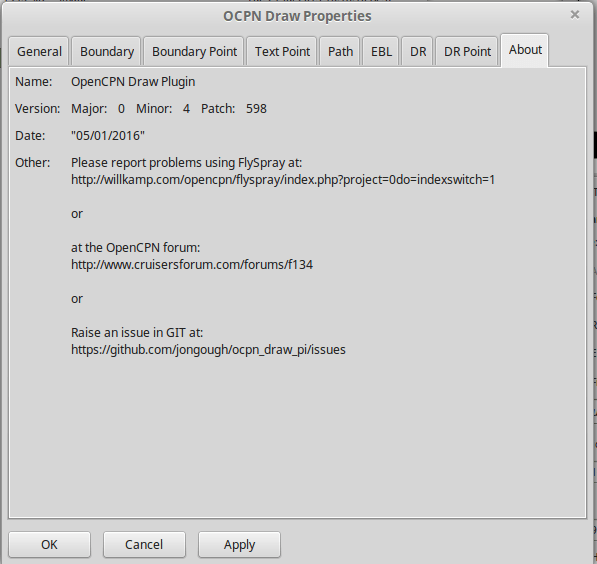 OCPN Draw Properties
General Boundary Boundary Point Text Point Path EBL DR DR Point About
Name: OpenCPN Draw Plugin
Version: Major: 0 Minor: 4 Patch: 598
Date: "05/01/2016"
Other: Please report problems using FlySpray at:
http://willkamp.com/opencpn/flyspray/index.php?project=0do=indexswitch=1
or
at the OpenCPN forum:
http://www.cruisersforum.com/forums/f134
or
Raise an issue in GIT at:
https://github.com/jongough/ocpn_draw_pi/issues
OK Cancel Apply